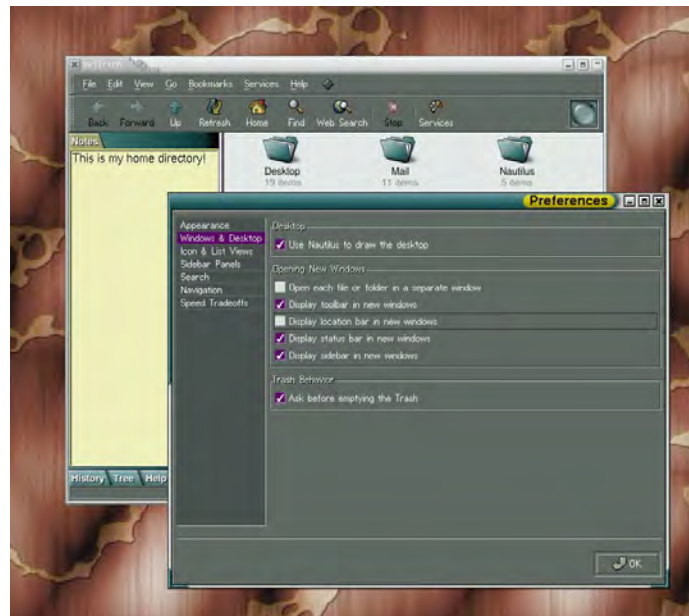 File Edit View Go Bookmarks Services Help
Back Forward Up Refresh Home Find Web Search Stop Services
Notes
This is my home directory!
Desktop
19 items
Mail
11 items
Nautilus
5 items
History Tree Help
Preferences
Appearance
Windows & Desktop
Icon & List Views
Sidebar Panels
Search
Navigation
Speed Tradeoffs
Desktop
Use Nautilus to draw the desktop
Opening New Windows
Open each file or folder in a separate window
Display toolbar in new windows
Display location bar in new windows
Display status bar in new windows
Display sidebar in new windows
Trash Behavior
Ask before emptying the Trash
OK